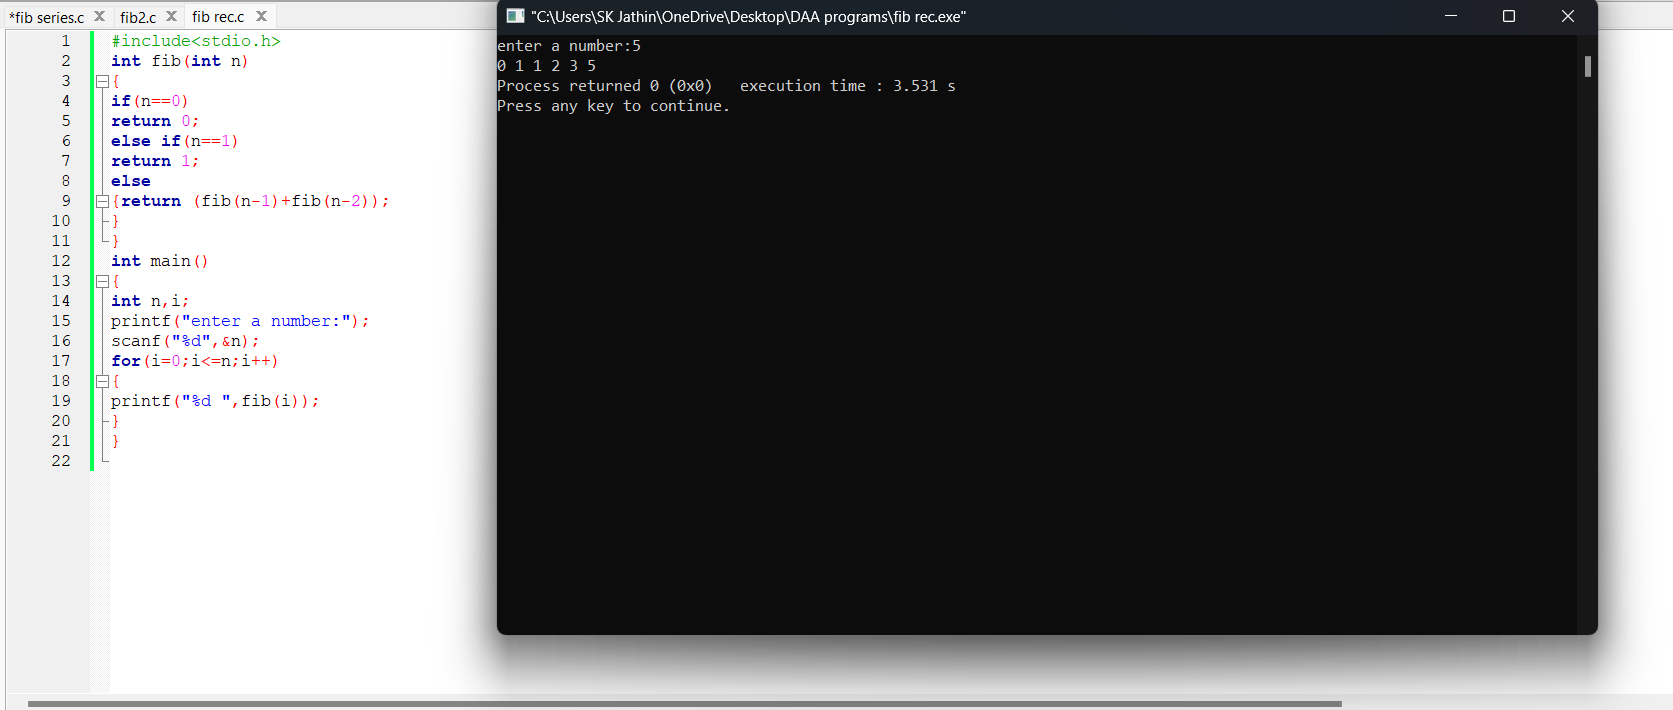 *fib series.c X fib2.c X fib rec.c X
1 #include<stdio.h>
2 int fib(int n)
3 {
4 if(n==0)
5 return 0;
6 else if(n==1)
7 return 1;
8 else
9 {return (fib(n-1)+fib(n-2));
10 }
11 }
12 int main()
13 {
14 int n,i;
15 printf("enter a number:");
16 scanf("%d",&n);
17 for(i=0;i<=n;i++)
18 {
19 printf("%d ",fib(i));
20 }
21 }
22
"C:\Users\SK Jathin\OneDrive\Desktop\DAA programs\fib rec.exe"
enter a number:5
0 1 1 2 3 5
Process returned 0 (0x0)   execution time : 3.531 s
Press any key to continue.